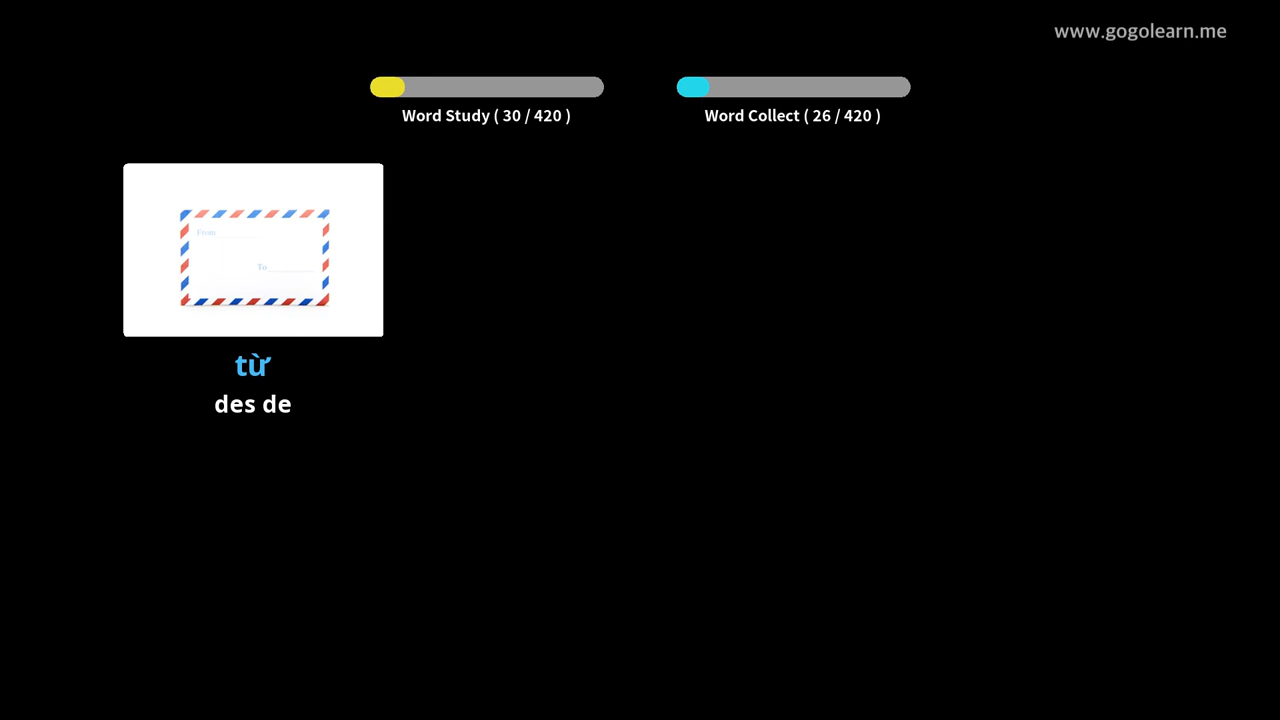 www.gogolearn.me
Word Study ( 30 / 420 )
Word Collect ( 26 / 420 )
From
To
từ
des de